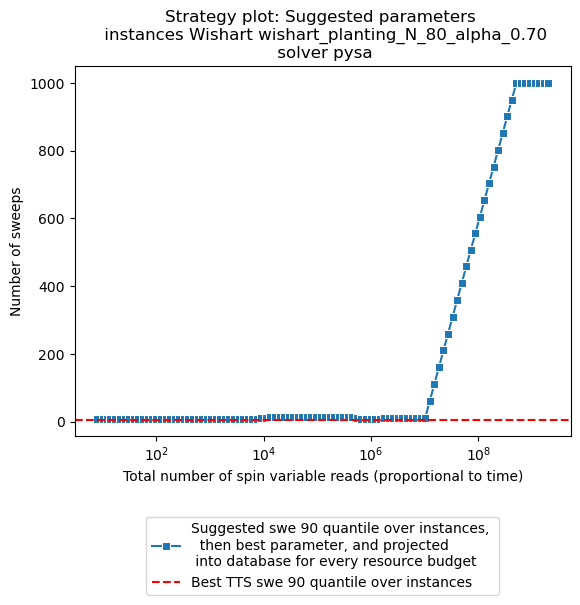 Strategy plot: Suggested parameters
instances Wishart wishart_planting_N_80_alpha_0.70
solver pysa
1000
800
600
400
200
0
Number of sweeps
10^2
10^4
10^6
10^8
Total number of spin variable reads (proportional to time)
Suggested swe 90 quantile over instances,
then best parameter, and projected
into database for every resource budget
Best TTS swe 90 quantile over instances